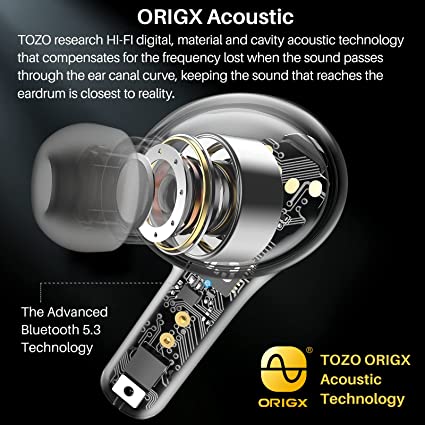 ORIGX Acoustic
TOZO research HI-FI digital, material and cavity acoustic technology
that compensates for the frequency lost when the sound passes
through the ear canal curve, keeping the sound that reaches the
eardrum is closest to reality.
The Advanced
Bluetooth 5.3
Technology
®
ORIGX
TOZO ORIGX
Acoustic
Technology